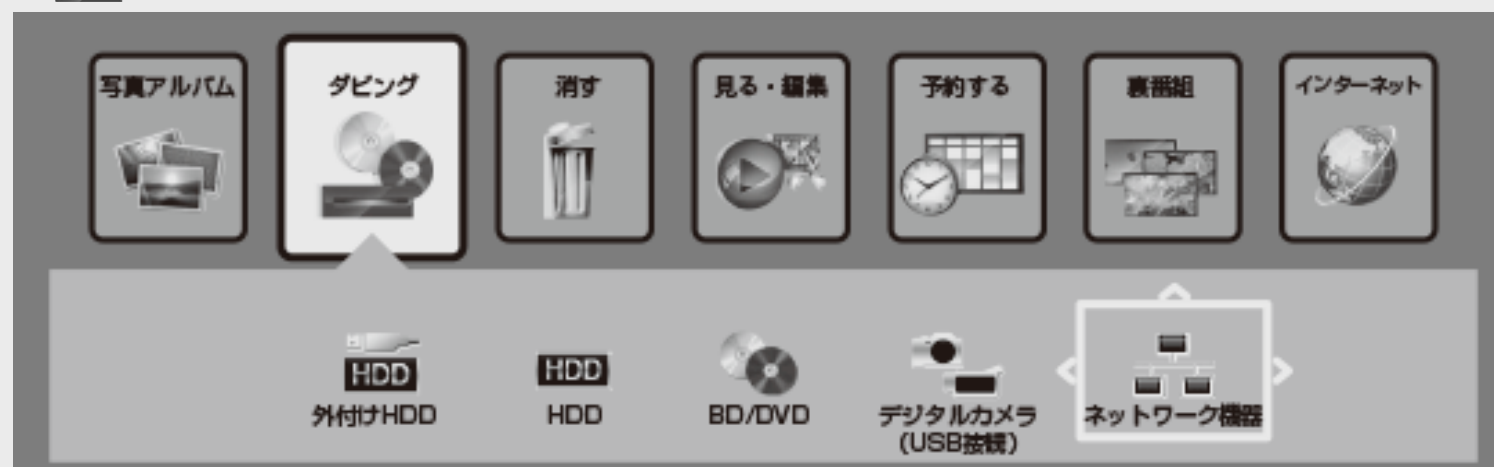 写真アルバム
ダビング
消す
見る・編集
予約する
裏番組
インターネット
HDD
HDD
外付けHDD
HDD
BD/DVD
デジタルカメラ
(USB接続)
ネットワーク機器